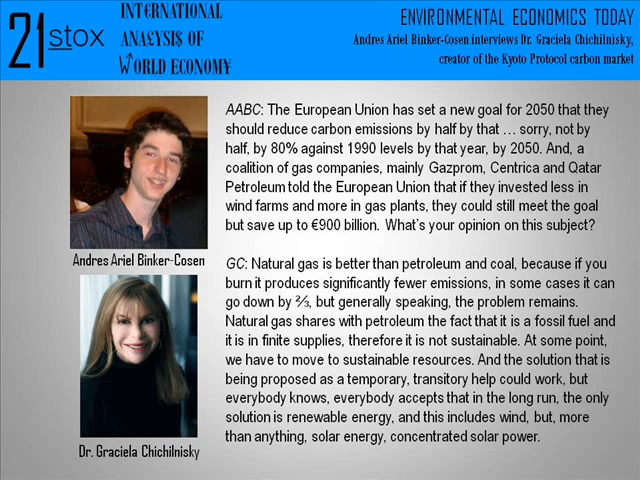 21stox
INT€RNATIONAL
ANA£YSI$ OF
WORLD ECONOM¥
ENVIRONMENTAL ECONOMICS TODAY
Andres Ariel Binker-Cosen interviews Dr. Graciela Chichilnisky,
creator of the Kyoto Protocol carbon market
AABC: The European Union has set a new goal for 2050 that they
should reduce carbon emissions by half by that … sorry, not by
half, by 80% against 1990 levels by that year, by 2050. And, a
coalition of gas companies, mainly Gazprom, Centrica and Qatar
Petroleum told the European Union that if they invested less in
wind farms and more in gas plants, they could still meet the goal
but save up to €900 billion. What's your opinion on this subject?
Andres Ariel Binker-Cosen
GC: Natural gas is better than petroleum and coal, because if you
burn it produces significantly fewer emissions, in some cases it can
go down by ⅔, but generally speaking, the problem remains.
Natural gas shares with petroleum the fact that it is a fossil fuel and
it is in finite supplies, therefore it is not sustainable. At some point,
we have to move to sustainable resources. And the solution that is
being proposed as a temporary, transitory help could work, but
everybody knows, everybody accepts that in the long run, the only
solution is renewable energy, and this includes wind, but, more
than anything, solar energy, concentrated solar power.
Dr. Graciela Chichilnisky